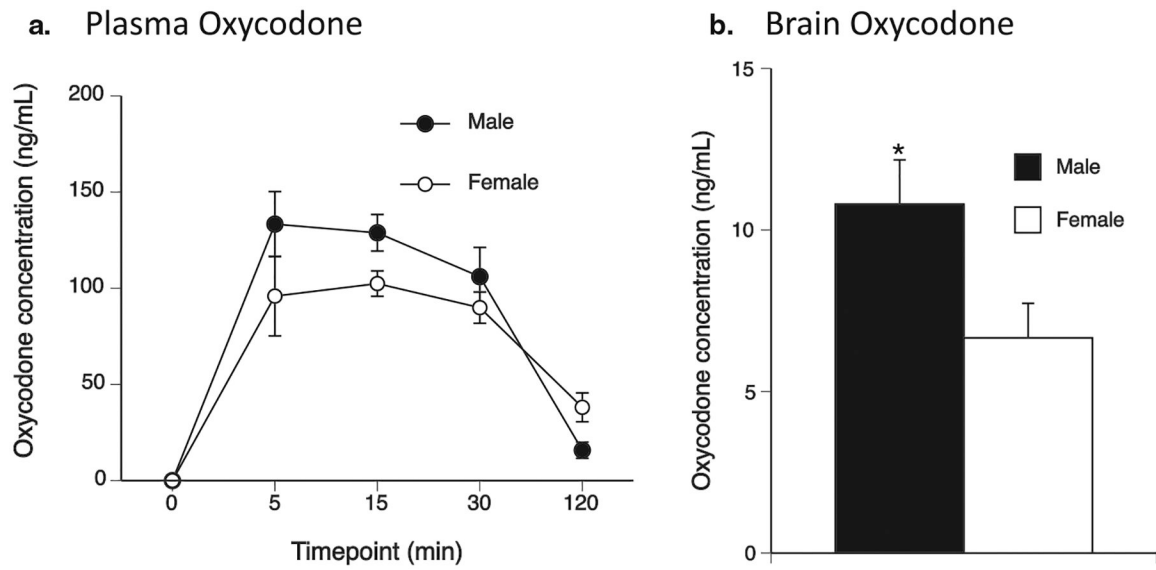 a. Plasma Oxycodone
Oxycodone concentration (ng/mL)
200
150
100
50
0
Male
Female
0 5 15 30 120
Timepoint (min)
b. Brain Oxycodone
Oxycodone concentration (ng/mL)
15
10
5
0
*
Male
Female